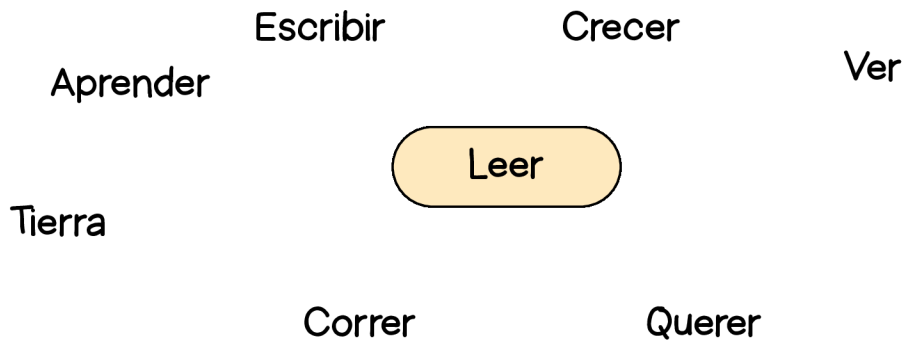 Escribir
Crecer
Ver
Aprender
Leer
Tierra
Correr
Querer